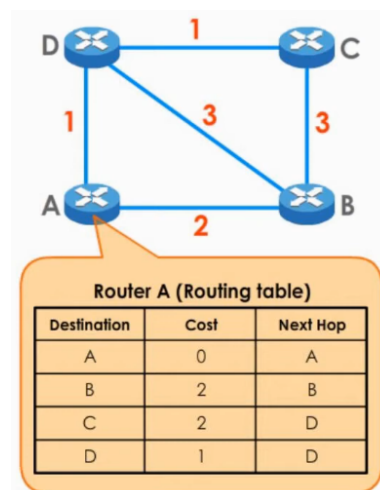 D 1 C
1 3 3
A 2 B
Router A (Routing table)
Destination Cost Next Hop
A 0 A
B 2 B
C 2 D
D 1 D